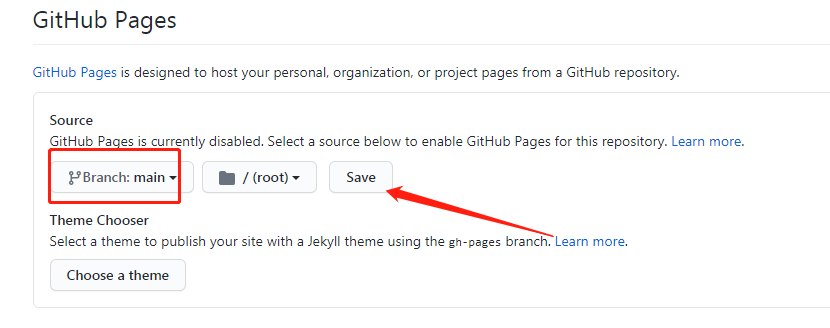 GitHub Pages
GitHub Pages is designed to host your personal, organization, or project pages from a GitHub repository.
Source
GitHub Pages is currently disabled. Select a source below to enable GitHub Pages for this repository. Learn more.
Branch: main / (root) Save
Theme Chooser
Select a theme to publish your site with a Jekyll theme using the gh-pages branch. Learn more.
Choose a theme